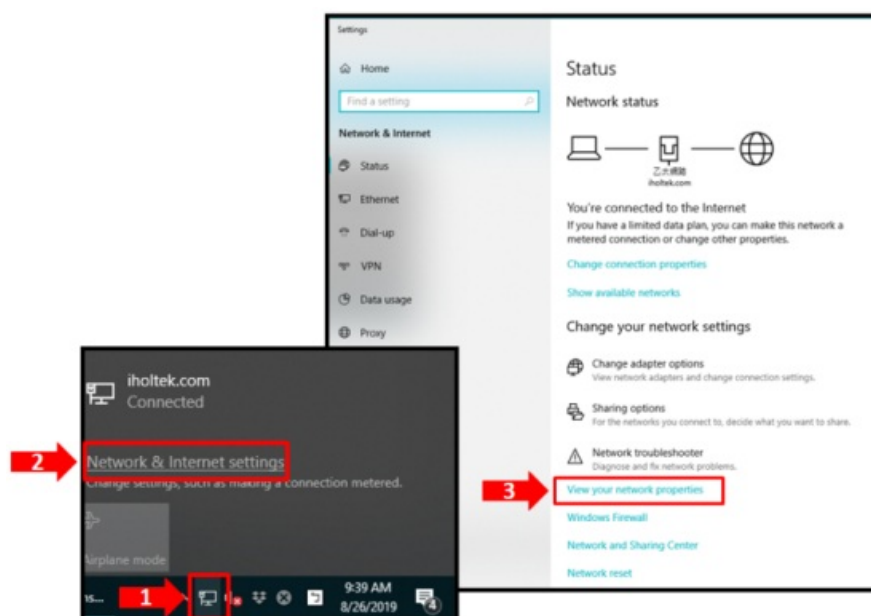 Settings
Home
Find a setting
Network & Internet
Status
Ethernet
Dial-up
VPN
Data usage
Proxy
Status
Network status
乙太網路
iholtek.com
You're connected to the Internet
If you have a limited data plan, you can make this network a
metered connection or change other properties.
Change connection properties
Show available networks
Change your network settings
Change adapter options
View network adapters and change connection settings.
Sharing options
For the networks you connect to, decide what you want to share.
Network troubleshooter
Diagnose and fix network problems.
3
View your network properties
Windows Firewall
Network and Sharing Center
Network reset
iholtek.com
Connected
2
Network & Internet settings
Change settings, such as making a connection metered.
Airplane mode
1
9:39 AM
8/26/2019
4